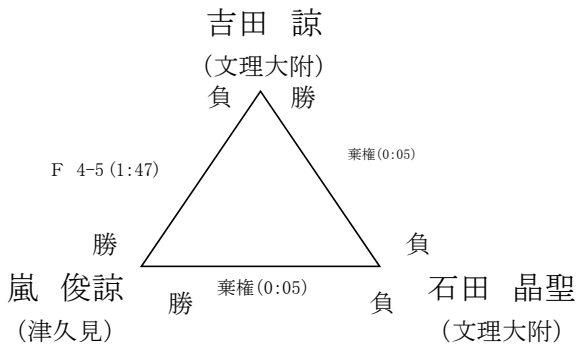 吉田 諒
（文理大附）
負 勝
F 4-5 (1:47)
棄権(0:05)
勝 負
嵐 俊諒
勝 棄権(0:05) 負
石田 晶聖
（津久見）
（文理大附）